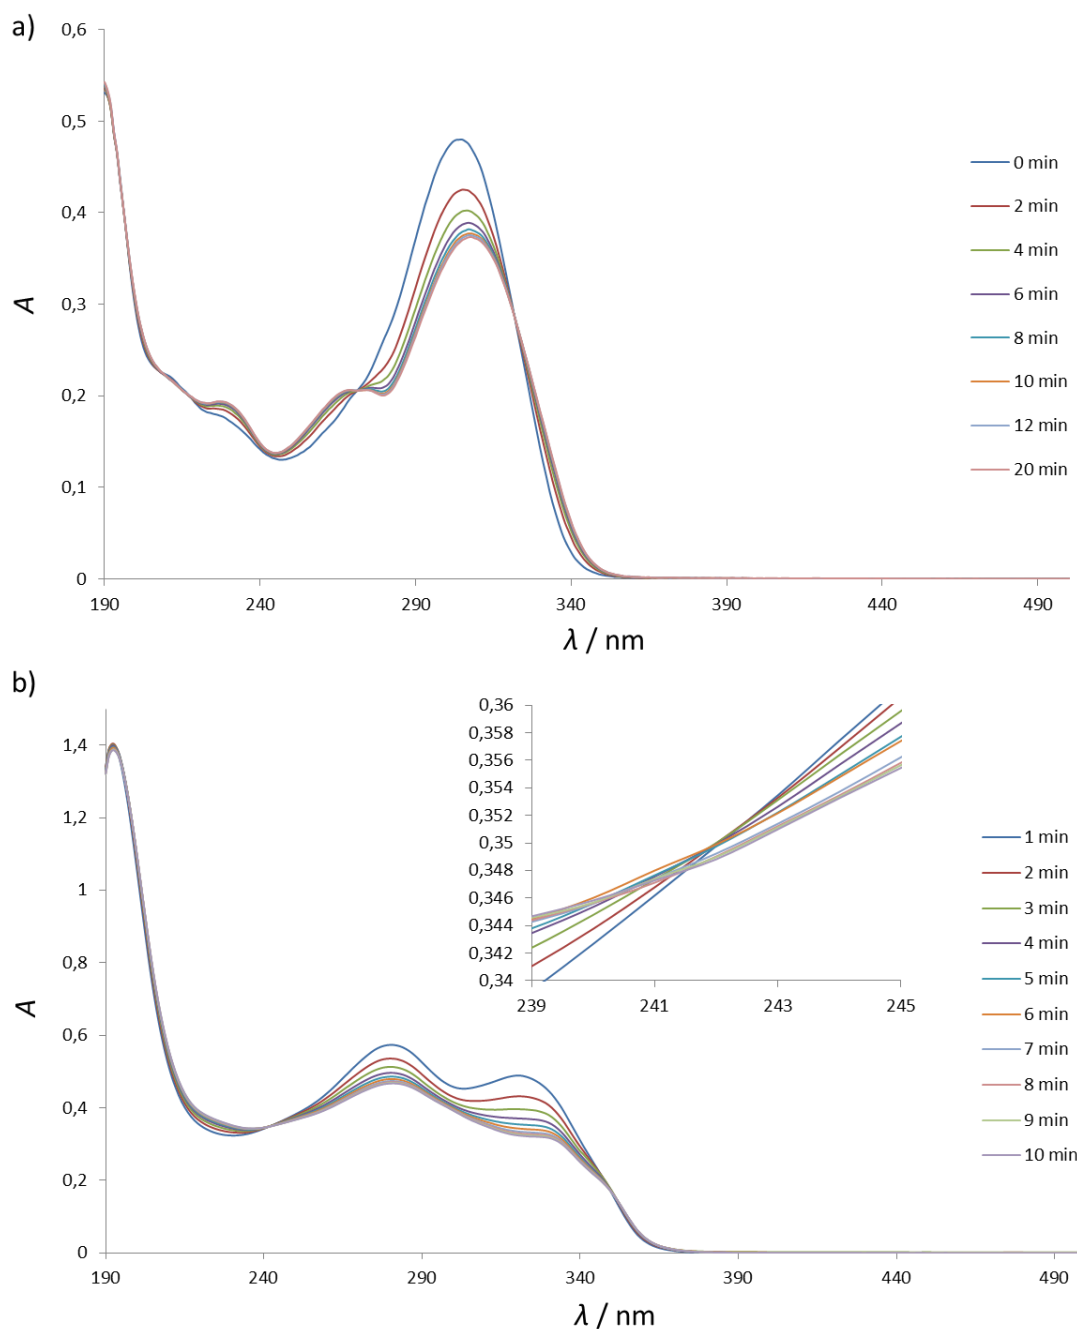 a)
0,6
0,5
0,4
0,3
0,2
0,1
0
A
190 240 290 340 390 440 490
λ / nm
0 min
2 min
4 min
6 min
8 min
10 min
12 min
20 min
b)
1,4
1,2
1
0,8
0,6
0,4
0,2
0
A
190 240 290 340 390 440 490
λ / nm
0,36
0,358
0,356
0,354
0,352
0,35
0,348
0,346
0,344
0,342
0,34
239 241 243 245
1 min
2 min
3 min
4 min
5 min
6 min
7 min
8 min
9 min
10 min